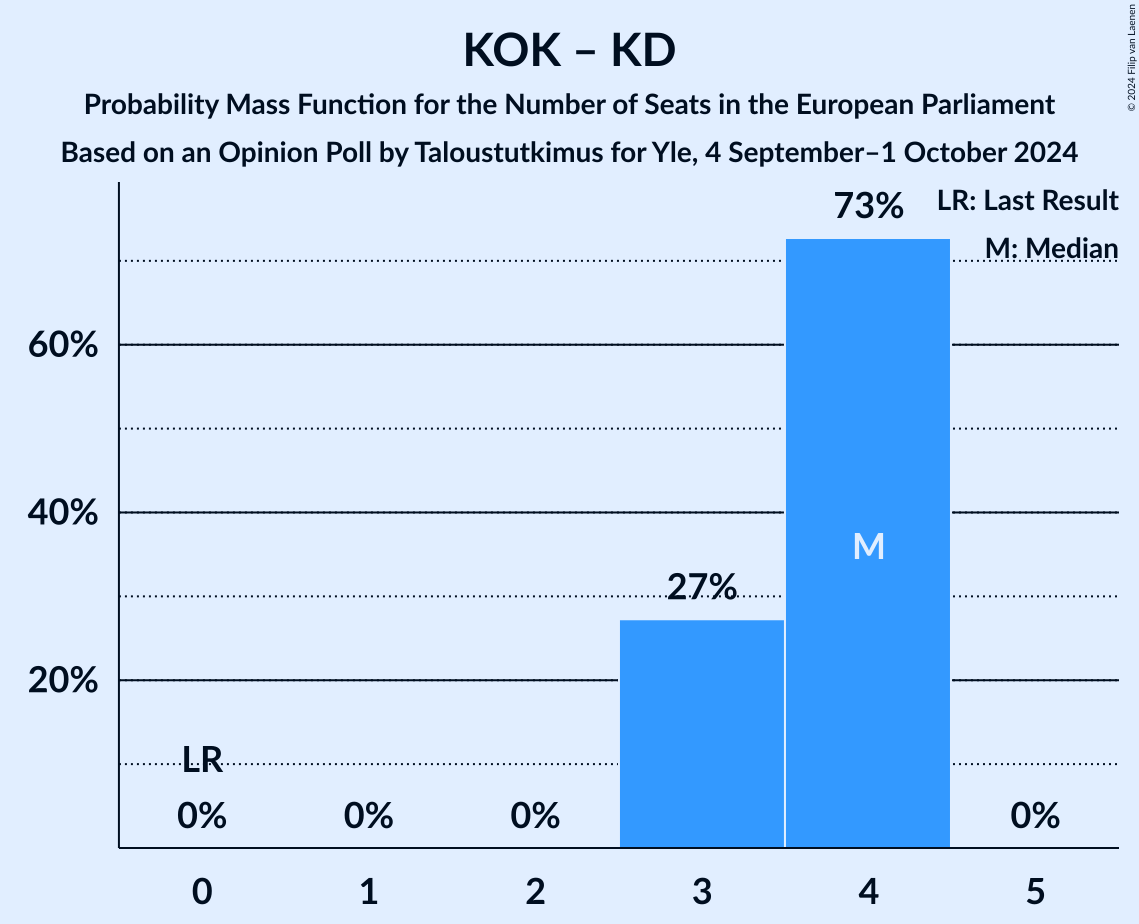 KOK – KD
Probability Mass Function for the Number of Seats in the European Parliament
Based on an Opinion Poll by Taloustutkimus for Yle, 4 September–1 October 2024
© 2024 Filip van Laenen
LR: Last Result
M: Median
73%
60%
40%
M
27%
20%
LR
0% 0% 0% 0%
0 1 2 3 4 5